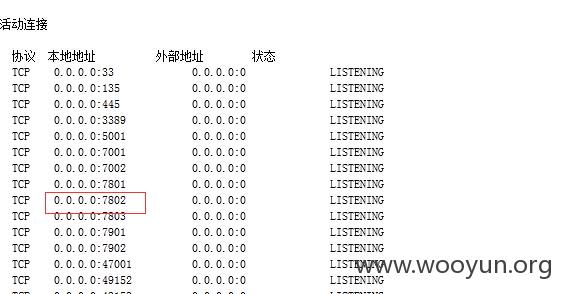 活动连接
协议 本地地址 外部地址 状态
TCP 0.0.0.0:33 0.0.0.0:0 LISTENING
TCP 0.0.0.0:135 0.0.0.0:0 LISTENING
TCP 0.0.0.0:445 0.0.0.0:0 LISTENING
TCP 0.0.0.0:3389 0.0.0.0:0 LISTENING
TCP 0.0.0.0:5001 0.0.0.0:0 LISTENING
TCP 0.0.0.0:7001 0.0.0.0:0 LISTENING
TCP 0.0.0.0:7002 0.0.0.0:0 LISTENING
TCP 0.0.0.0:7801 0.0.0.0:0 LISTENING
TCP 0.0.0.0:7802 0.0.0.0:0 LISTENING
TCP 0.0.0.0:7803 0.0.0.0:0 LISTENING
TCP 0.0.0.0:7901 0.0.0.0:0 LISTENING
TCP 0.0.0.0:7902 0.0.0.0:0 LISTENING
TCP 0.0.0.0:47001 0.0.0.0:0 LISTENING
www.wooyun.org
TCP 0.0.0.0:49152 0.0.0.0:0 LISTENING